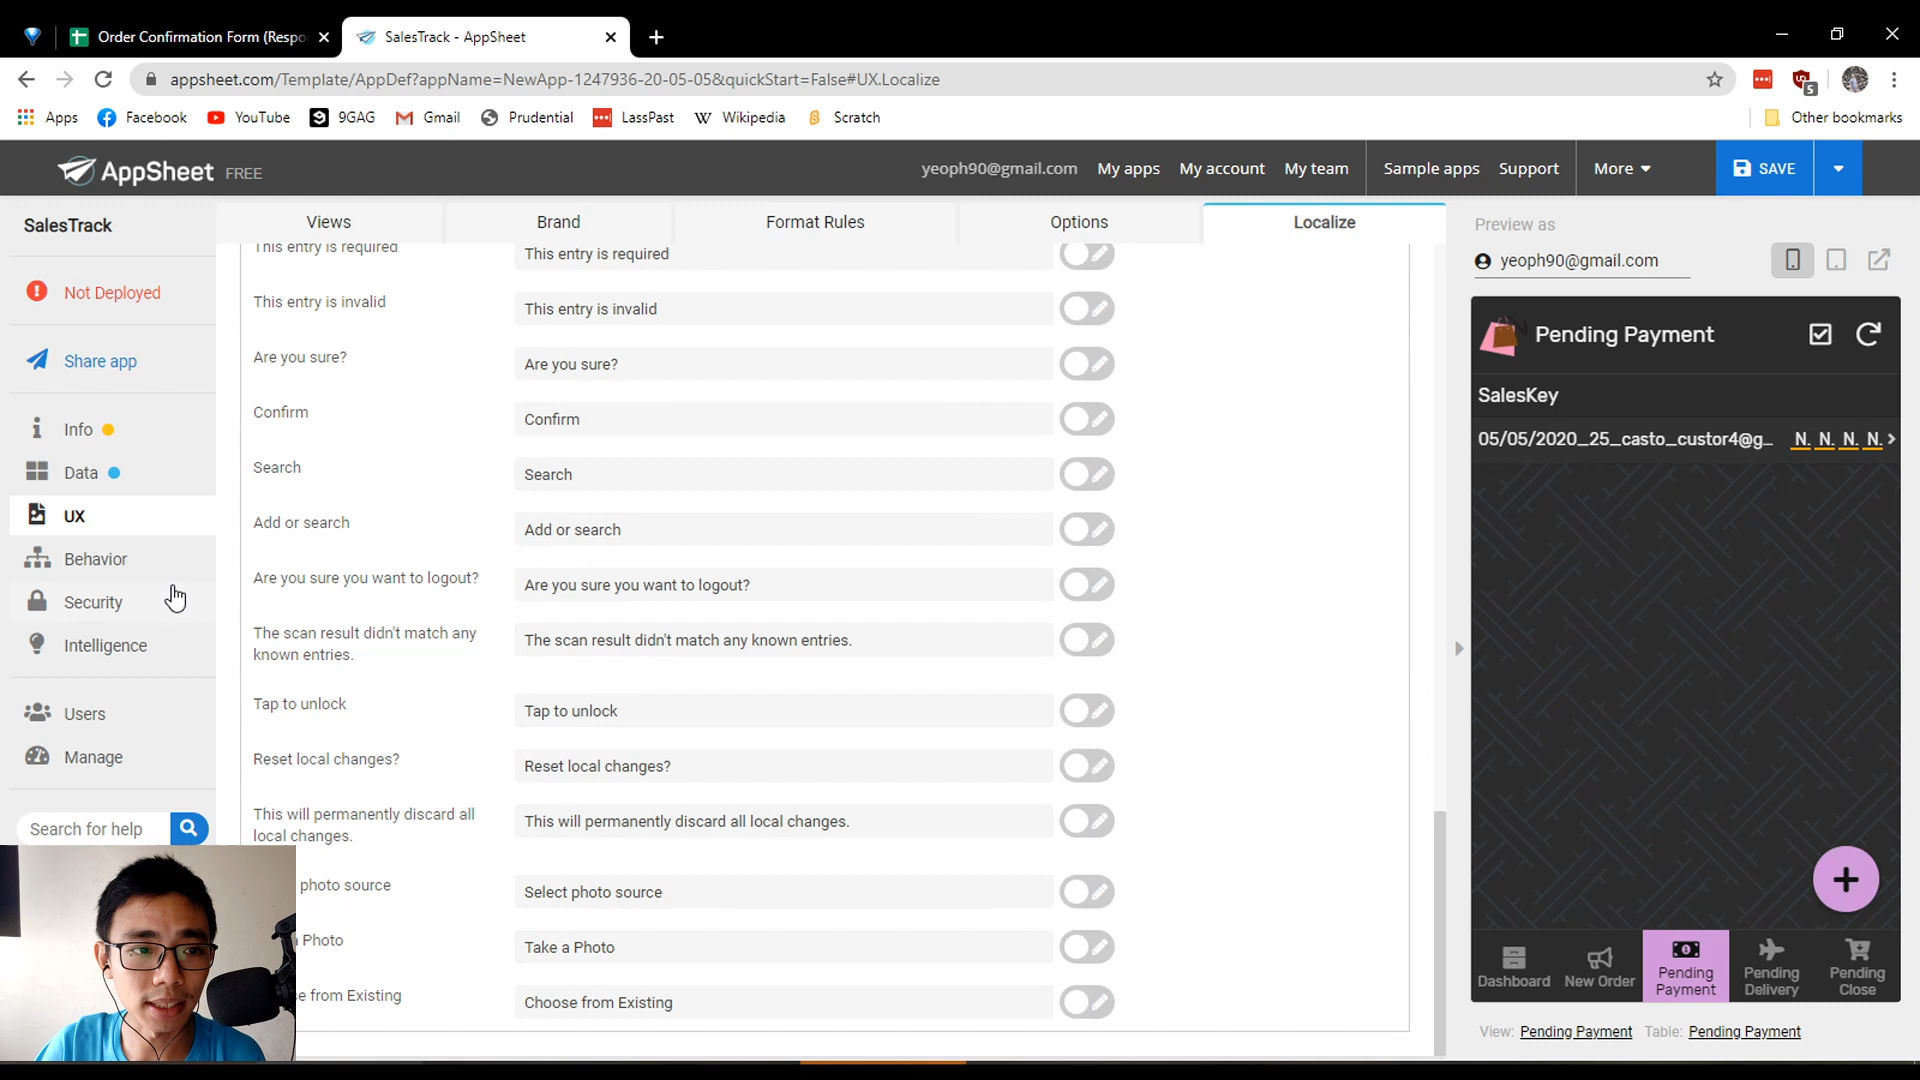 Order Confirmation Form (Respo
SalesTrack - AppSheet
appsheet.com/Template/AppDef?appName=NewApp-1247936-20-05-05&quickStart=False#UX.Localize
5
Apps
Facebook
YouTube
9GAG
Gmail
Prudential
LassPast
Wikipedia
Scratch
Other bookmarks
AppSheet FREE
yeoph90@gmail.com
My apps
My account
My team
Sample apps
Support
More
SAVE
SalesTrack
Not Deployed
Share app
Info
Data
UX
Behavior
Security
Intelligence
Users
Manage
Search for help
Views
Brand
Format Rules
Options
Localize
This entry is required
This entry is required
This entry is invalid
This entry is invalid
Are you sure?
Are you sure?
Confirm
Confirm
Search
Search
Add or search
Add or search
Are you sure you want to logout?
Are you sure you want to logout?
The scan result didn't match any
known entries.
The scan result didn't match any known entries.
Tap to unlock
Tap to unlock
Reset local changes?
Reset local changes?
This will permanently discard all
local changes.
This will permanently discard all local changes.
photo source
Select photo source
Photo
Take a Photo
from Existing
Choose from Existing
Preview as
yeoph90@gmail.com
Pending Payment
SalesKey
05/05/2020_25_casto_custor4@g...
N. N. N. N.
Dashboard
New Order
Pending
Payment
Pending
Delivery
Pending
Close
View: Pending Payment Table: Pending Payment